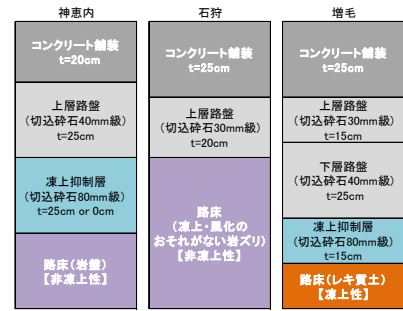 神恵内
コンクリート舗装
t=20cm
上層路盤
(切込砕石40mm級)
t=25cm
凍上抑制層
(切込砕石80mm級)
t=25cm or 0cm
路床(岩盤)
【非凍上性】
石狩
コンクリート舗装
t=25cm
上層路盤
(切込砕石30mm級)
t=20cm
路床
(凍上・風化の
おそれがない岩ズリ)
【非凍上性】
増毛
コンクリート舗装
t=25cm
上層路盤
(切込砕石30mm級)
t=15cm
下層路盤
(切込砕石40mm級)
t=25cm
凍上抑制層
(切込砕石80mm級)
t=15cm
路床(レキ質土)
【凍上性】